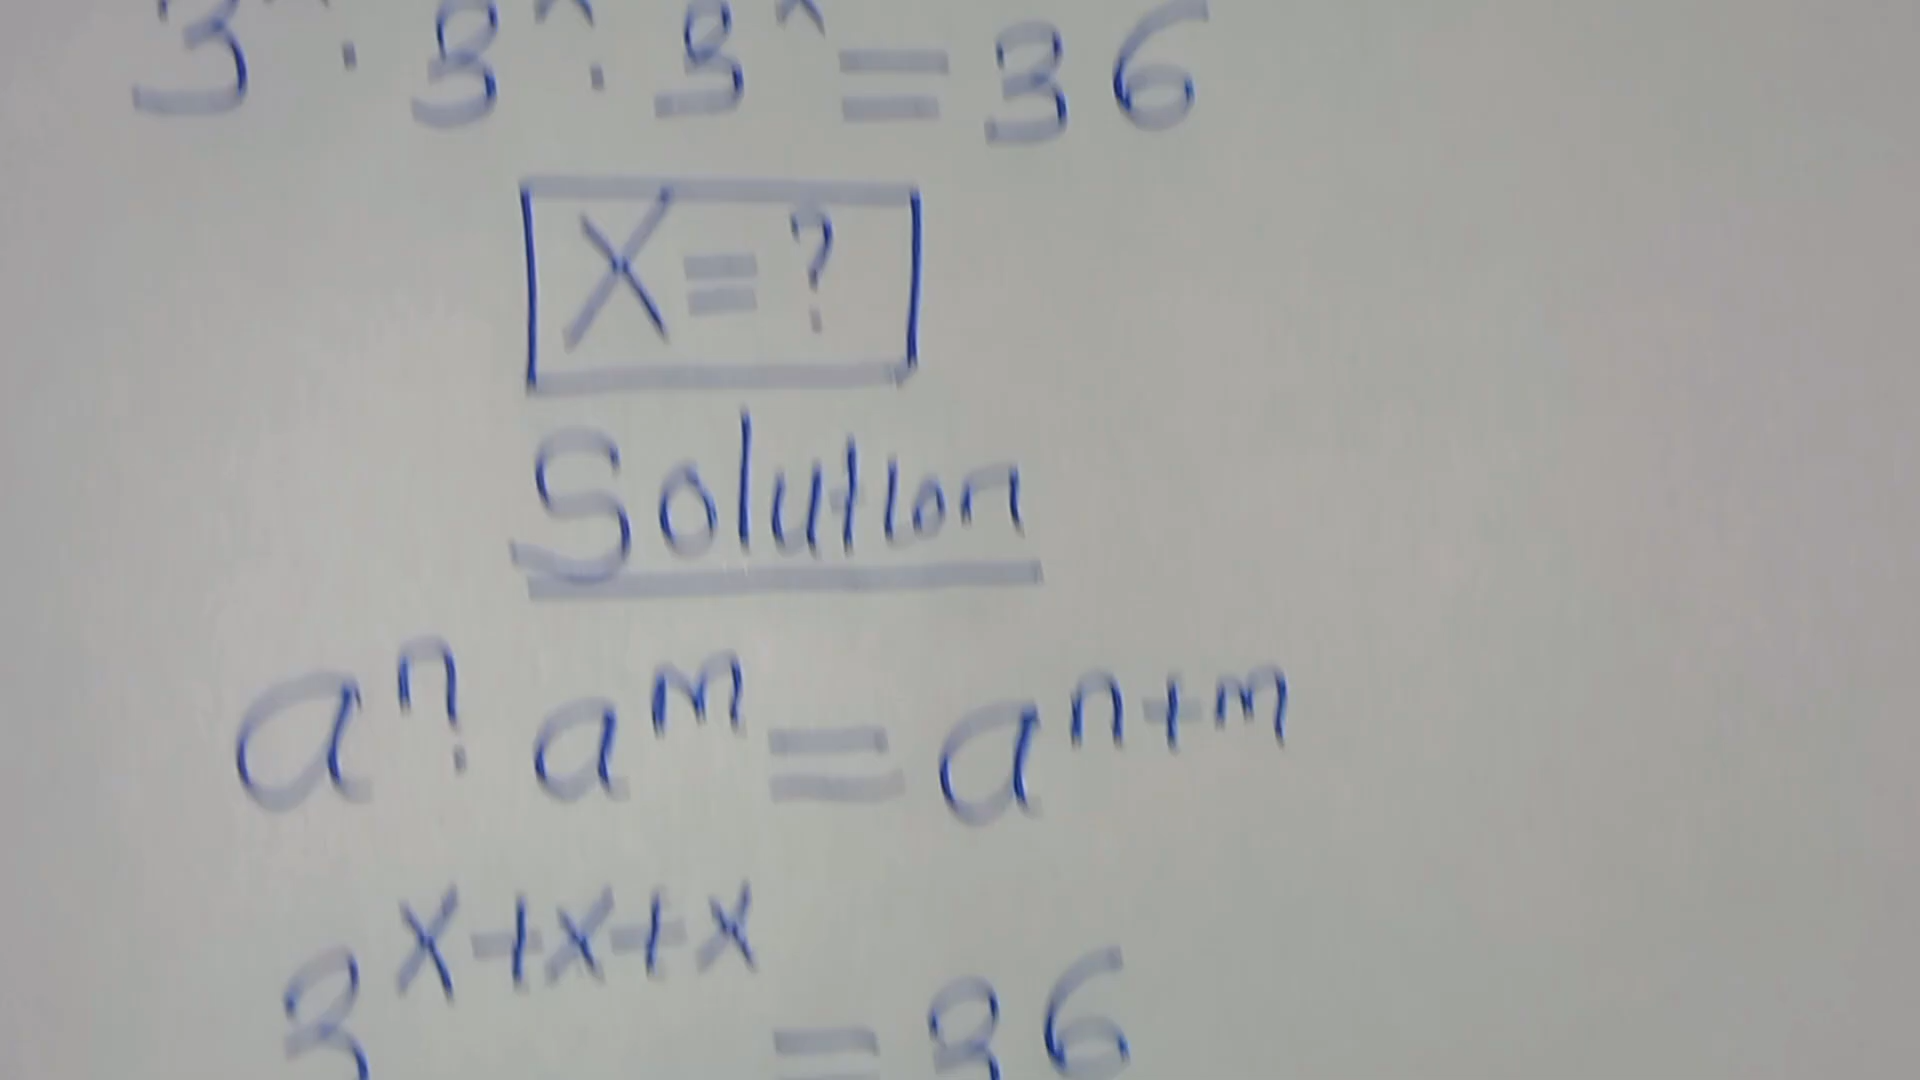 3ˣ · 3ˣ · 3ˣ = 36
X = ?
Solution
aⁿ · aᵐ = aⁿ⁺ᵐ
3ˣ⁺ˣ⁺ˣ = 36